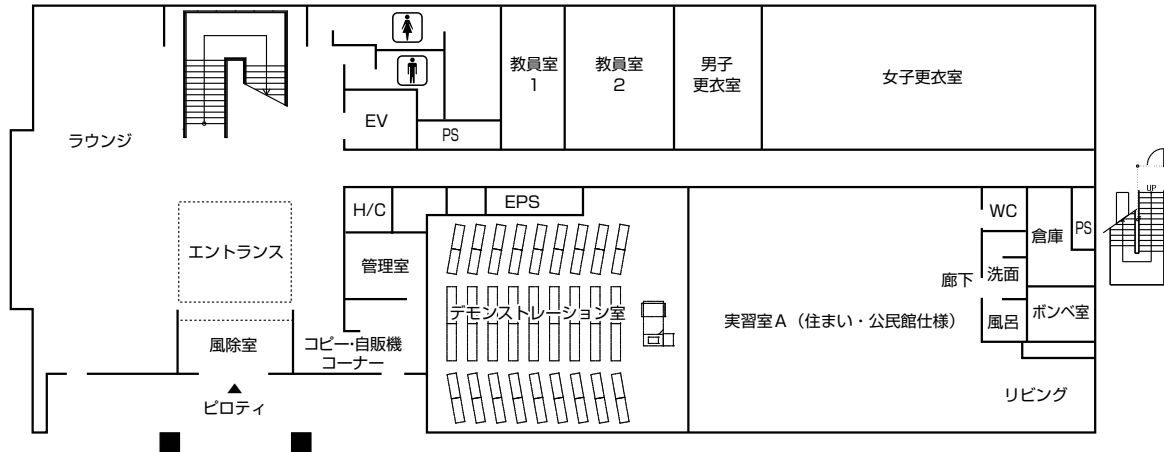 教員室
1
教員室
2
男子
更衣室
女子更衣室
EV
PS
ラウンジ
UP
H/C
EPS
WC
PS
倉庫
エントランス
管理室
廊下
洗面
デモンストレーション室
実習室A（住まい・公民館仕様）
風呂
ボンベ室
風除室
コピー・自販機
コーナー
リビング
ピロティ